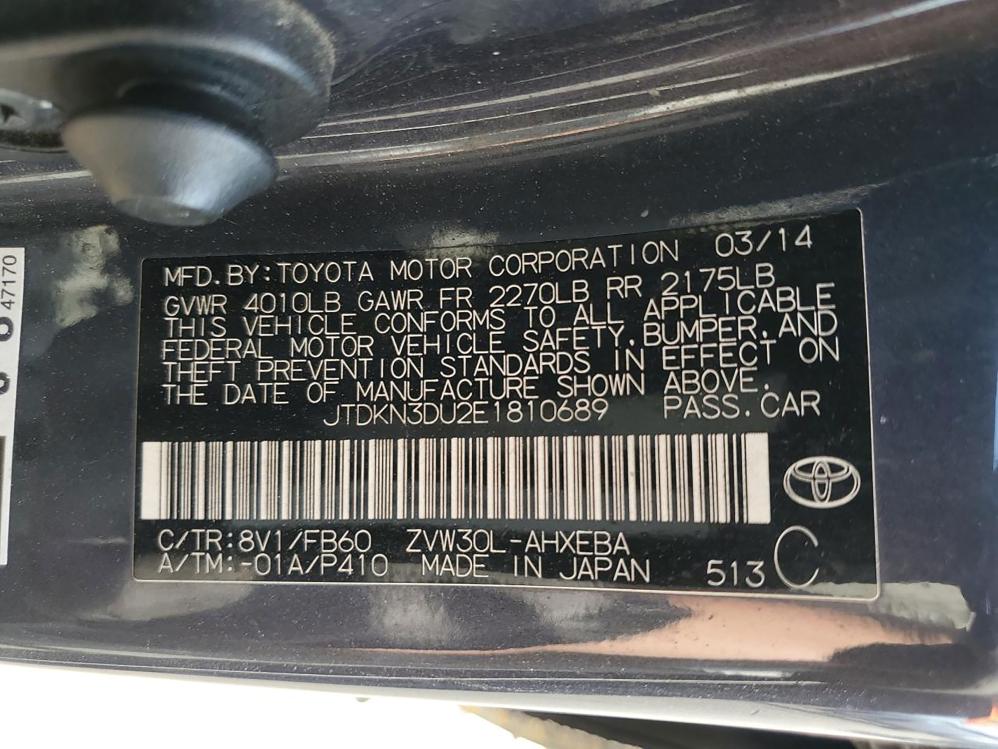 47170
MFD.BY:TOYOTA MOTOR CORPORATION 03/14
GVWR 4010LB GAWR FR 2270LB RR 2175LB
THIS VEHICLE CONFORMS TO ALL APPLICABLE
FEDERAL MOTOR VEHICLE SAFETY,BUMPER,AND
THEFT PREVENTION STANDARDS IN EFFECT ON
THE DATE OF MANUFACTURE SHOWN ABOVE.
JTDKN3DU2E1810689 PASS.CAR
C/TR:8V1/FB60 ZVW30L-AHXEBA C
A/TM:-01A/P410 MADE IN JAPAN 513